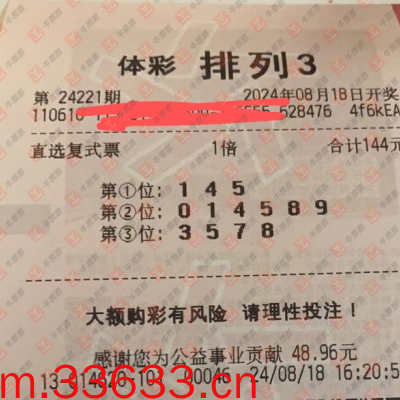 体彩 排列3
第 24221期 2024年08月18日开奖
110610 528476 4f6kEA
直选复式票 1倍 合计144元
第①位: 1 4 5
第②位: 0 1 4 5 8 9
第③位: 3 5 7 8
大额购彩有风险 请理性投注！
感谢您为公益事业贡献 48.96元
m.33633.cn
24/08/18 16:20:5